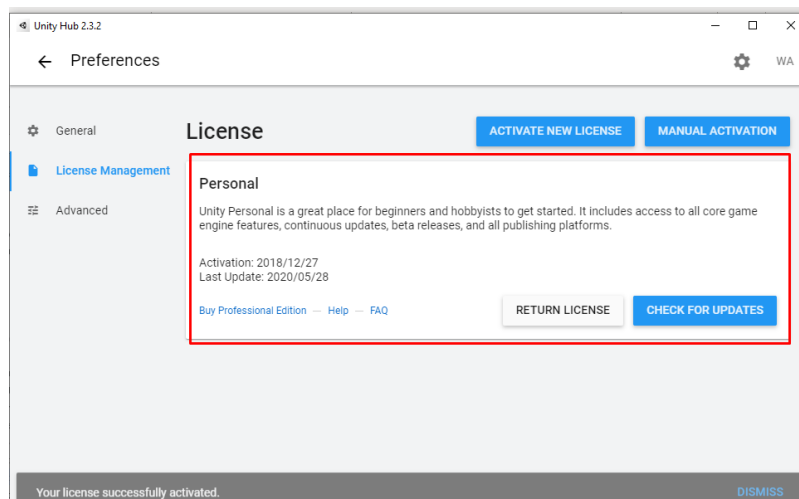 Unity Hub 2.3.2
Preferences
WA
General
License Management
Advanced
License
ACTIVATE NEW LICENSE
MANUAL ACTIVATION
Personal
Unity Personal is a great place for beginners and hobbyists to get started. It includes access to all core game
engine features, continuous updates, beta releases, and all publishing platforms.
Activation: 2018/12/27
Last Update: 2020/05/28
Buy Professional Edition — Help — FAQ
RETURN LICENSE
CHECK FOR UPDATES
Your license successfully activated.
DISMISS